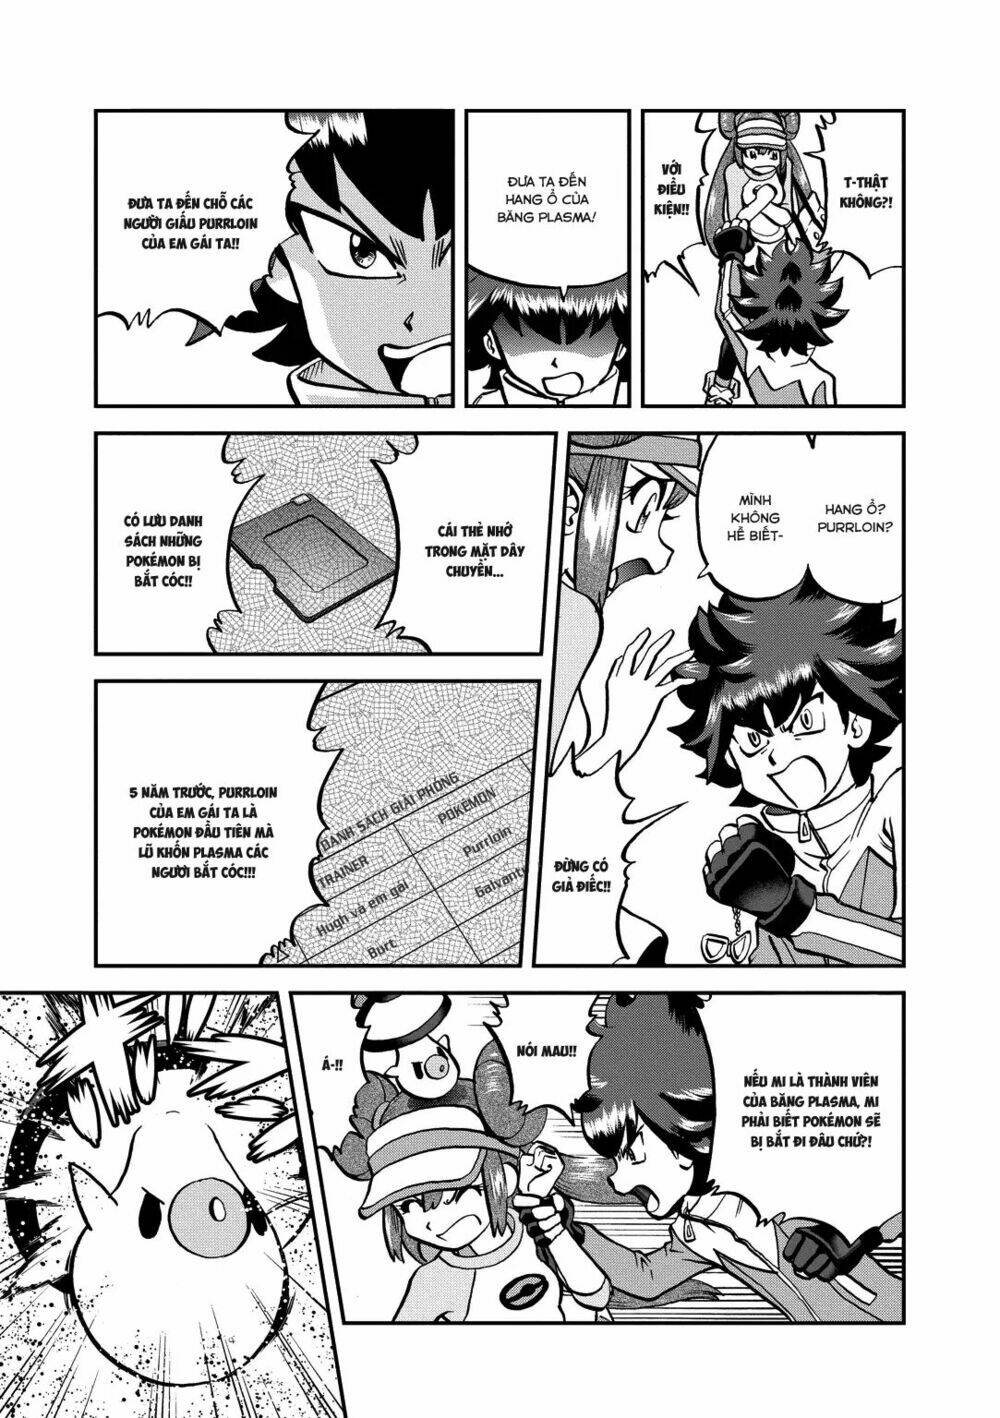 T-THẬT
KHÔNG?!
VỚI
ĐIỀU
KIỆN!!
ĐƯA TA ĐẾN
HANG Ổ CỦA
BĂNG PLASMA!
ĐƯA TA ĐẾN CHỖ CÁC
NGƯỜI GIẤU PURRLOIN
CỦA EM GÁI TA!!
HANG Ổ?
PURRLOIN?
MÌNH
KHÔNG
HỀ BIẾT-
ĐỪNG CÓ
GIẢ ĐIẾC!!
CÁI THẺ NHỚ
TRONG MẶT DÂY
CHUYỀN...
CÓ LƯU DANH
SÁCH NHỮNG
POKÉMON BỊ
BẮT CÓC!!
DANH SÁCH GIẢI PHÓNG
TRAINER
POKÉMON
Hugh và em gái
Purrloin
Burt
Galvant
5 NĂM TRƯỚC, PURRLOIN
CỦA EM GÁI TA LÀ
POKÉMON ĐẦU TIÊN MÀ
LŨ KHỐN PLASMA CÁC
NGƯỜI BẮT CÓC!!!
NẾU MI LÀ THÀNH VIÊN
CỦA BĂNG PLASMA, MI
PHẢI BIẾT POKÉMON SẼ
BỊ BẮT ĐI ĐÂU CHỨ?!
NÓI MAU!!
Á-!!